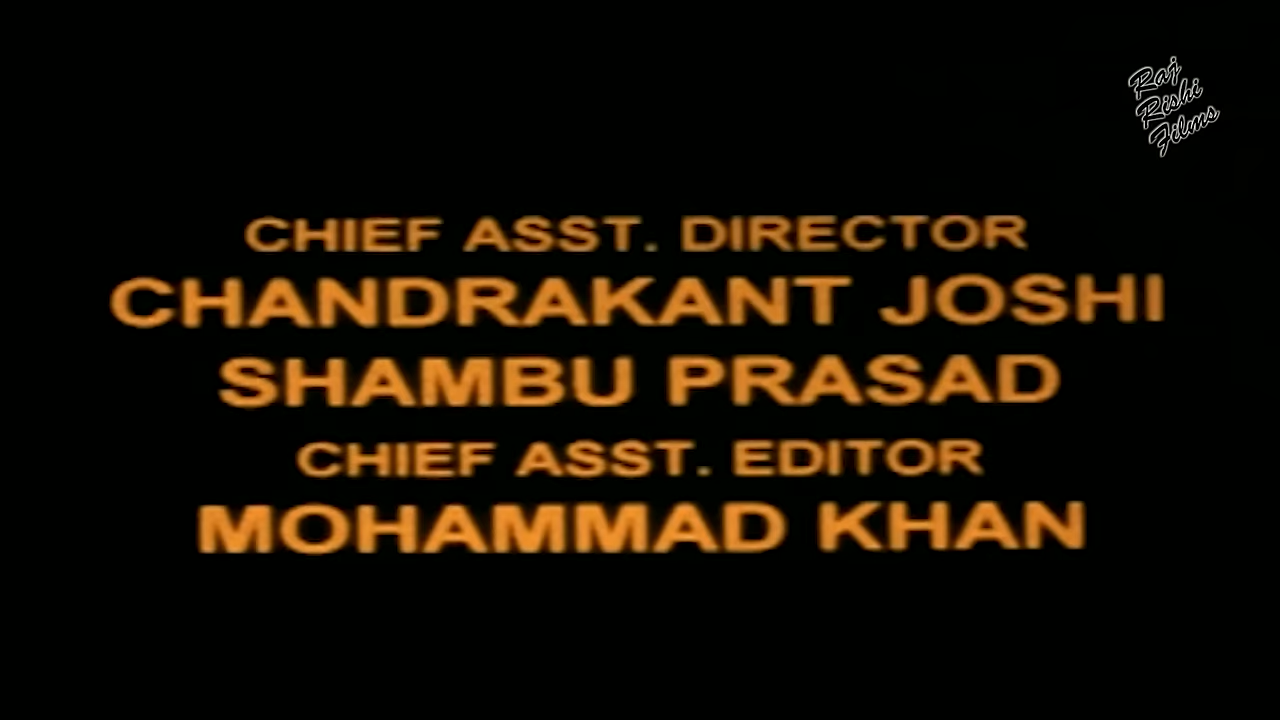 Raj
Rishi
Films
CHIEF ASST. DIRECTOR
CHANDRAKANT JOSHI
SHAMBU PRASAD
CHIEF ASST. EDITOR
MOHAMMAD KHAN